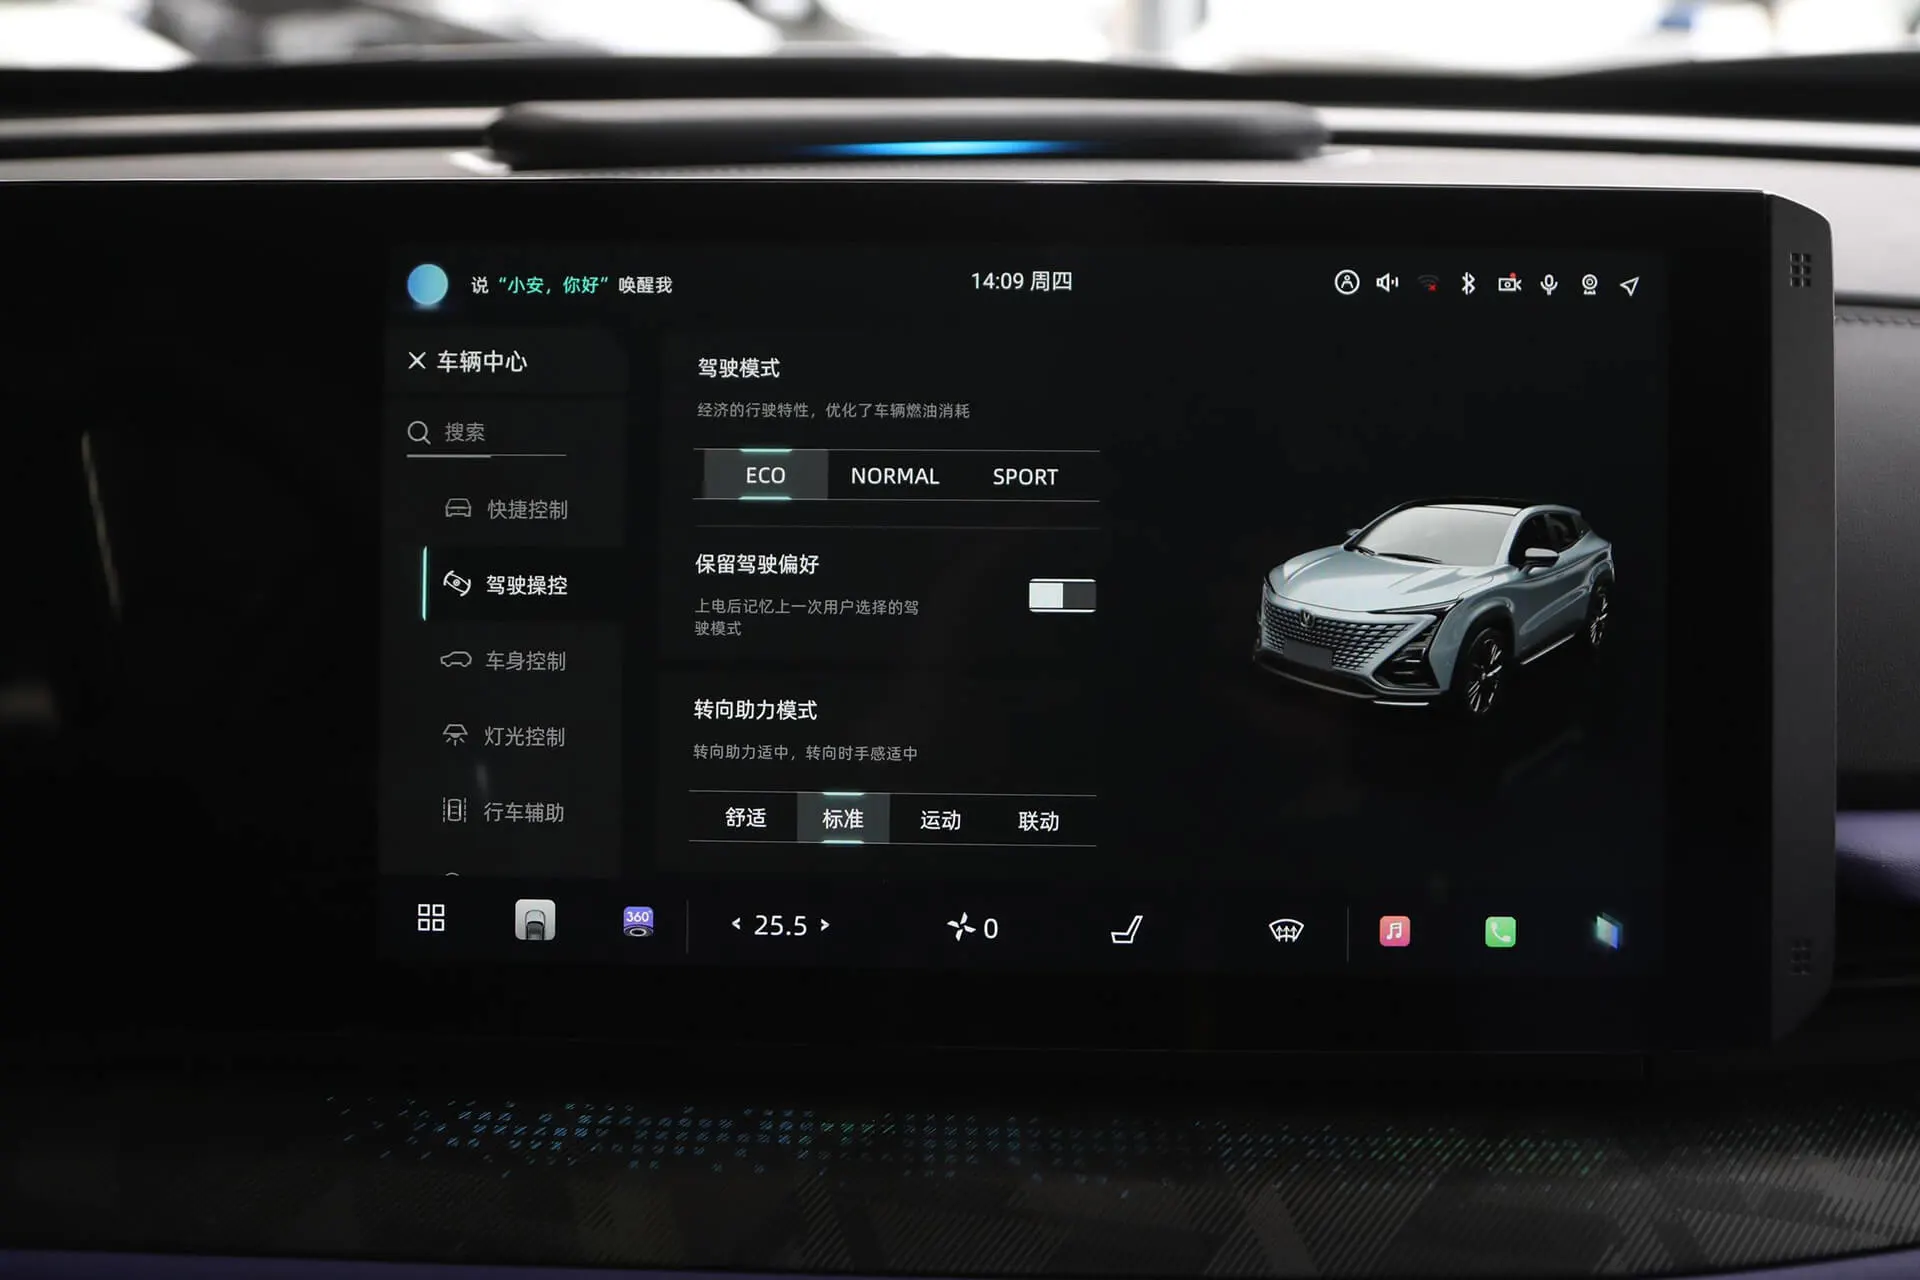 说“小安，你好”唤醒我
14:09 周四
车辆中心
搜索
快捷控制
驾驶操控
车身控制
灯光控制
行车辅助
驾驶模式
经济的行驶特性，优化了车辆燃油消耗
ECO NORMAL SPORT
保留驾驶偏好
上电后记忆上一次用户选择的驾
驶模式
转向助力模式
转向助力适中，转向时手感适中
舒适 标准 运动 联动
360°
25.5
0